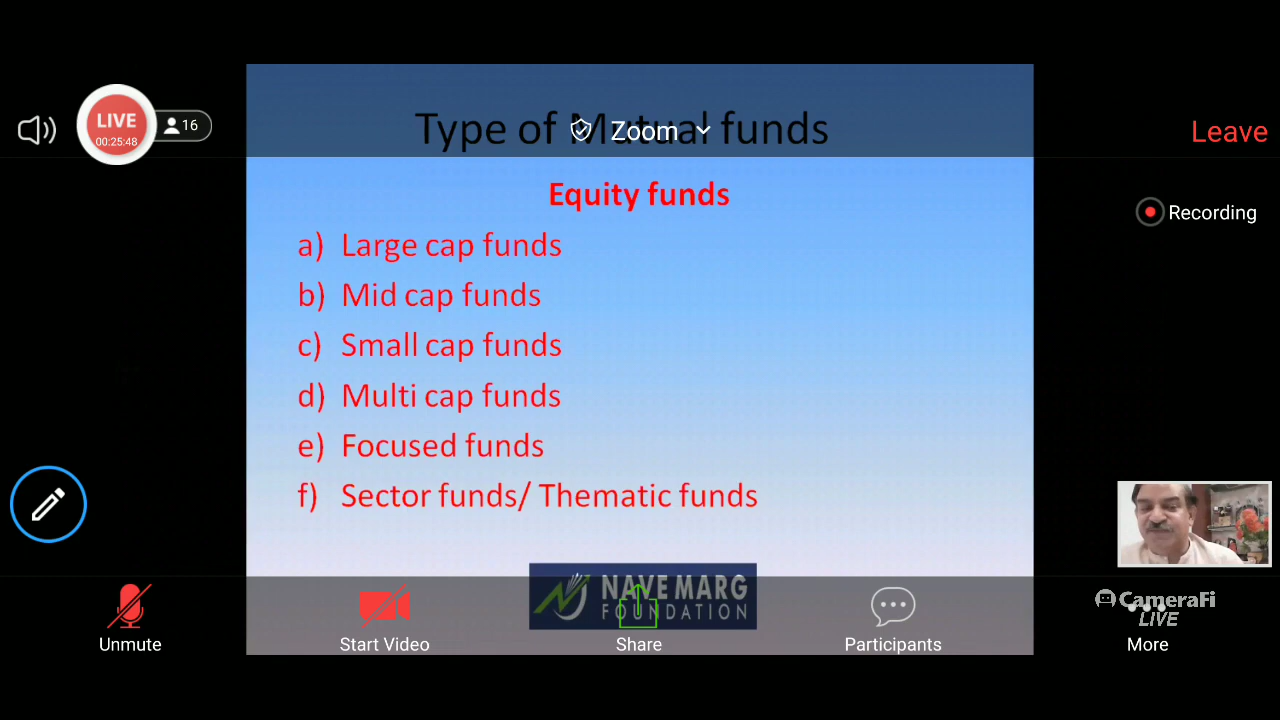 LIVE
00:25:48
16
Type of Mutual funds
Zoom
Leave
Recording
Equity funds
a) Large cap funds
b) Mid cap funds
c) Small cap funds
d) Multi cap funds
e) Focused funds
f) Sector funds/ Thematic funds
NAVE MARG
FOUNDATION
CameraFi
LIVE
Unmute
Start Video
Share
Participants
More